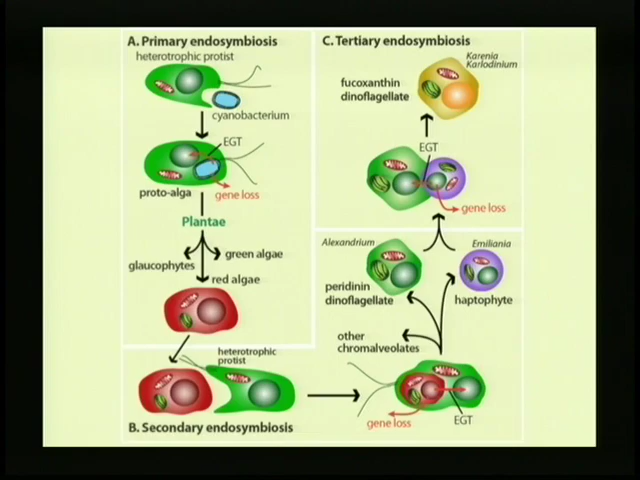 A. Primary endosymbiosis
heterotrophic protist
cyanobacterium
EGT
proto-alga
gene loss
Plantae
green algae
glaucophytes
red algae
heterotrophic
protist
B. Secondary endosymbiosis
gene loss
EGT
other
chromalveolates
peridinin
dinoflagellate
haptophyte
Alexandrium
Emiliania
gene loss
EGT
C. Tertiary endosymbiosis
Karenia
Karlodinium
fucoxanthin
dinoflagellate